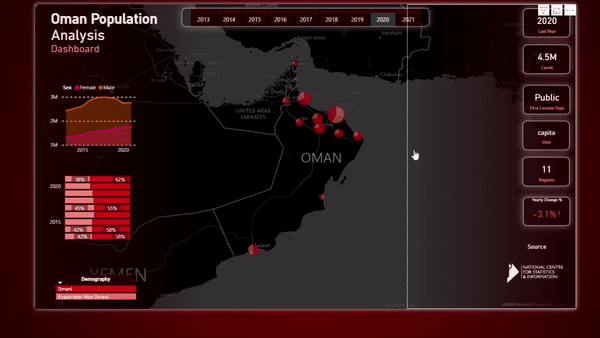 Oman Population
Analysis
Dashboard
2013 2014 2015 2016 2017 2018 2019 2020 2021
2020
Last Year
4.5M
Count
Public
First License Type
capita
Unit
11
Regions
Yearly Change %
-3.1%
Source
NATIONAL CENTRE
FOR STATISTICS
& INFORMATION
Sex Female Male
3M
2M
1M
2015 2020
2020
38% 62%
45% 55%
2015
42% 58%
42% 58%
Demography
Omani
Expatriate/Non Omani
UNITED ARAB
EMIRATES
OMAN
YEMEN
Salalah